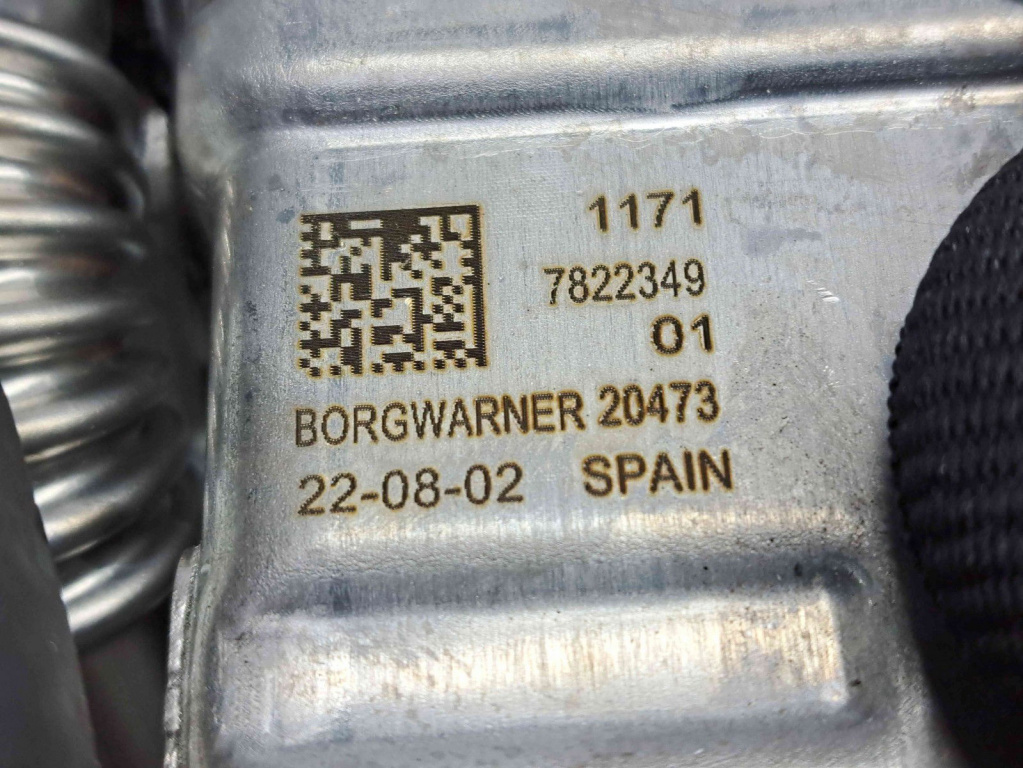 1171
7822349
01
BORGWARNER 20473
22-08-02 SPAIN